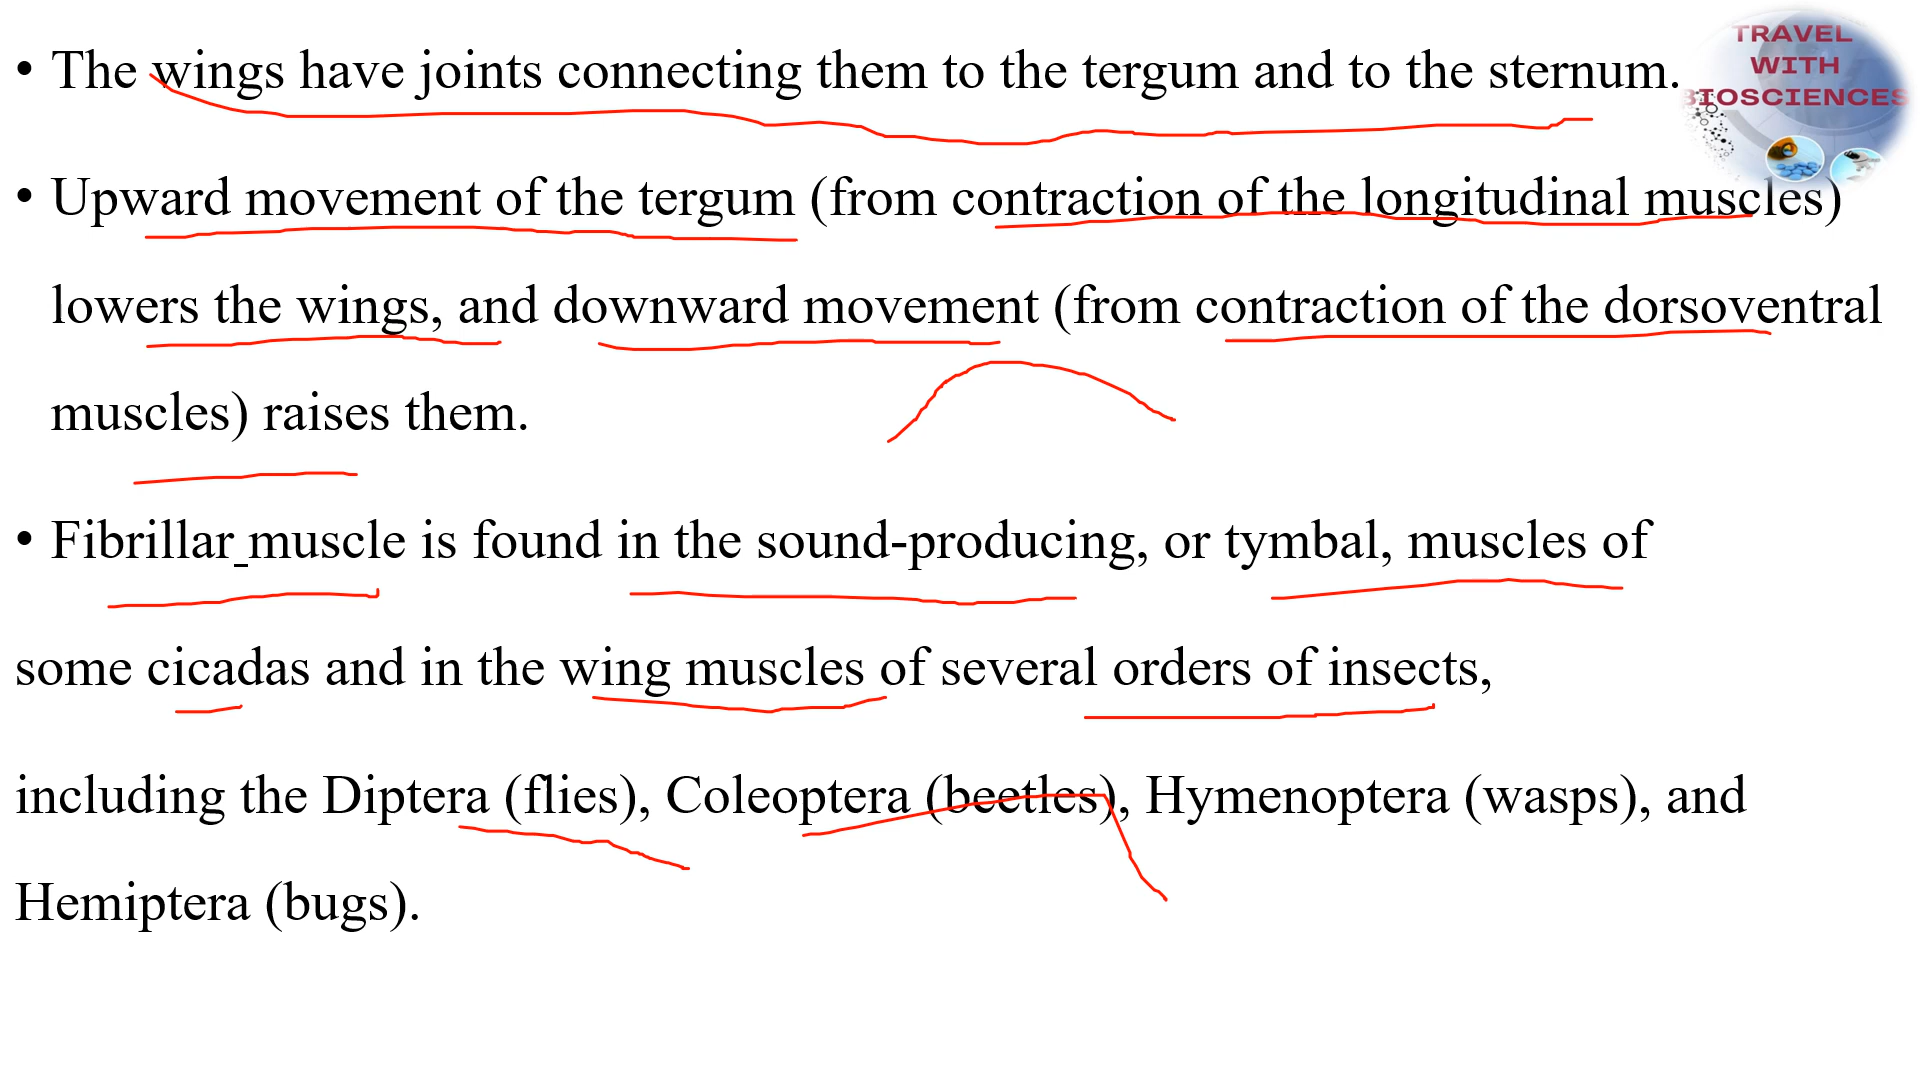 • The wings have joints connecting them to the tergum and to the sternum.
TRAVEL
WITH
BIOSCIENCES
• Upward movement of the tergum (from contraction of the longitudinal muscles)
lowers the wings, and downward movement (from contraction of the dorsoventral
muscles) raises them.
• Fibrillar muscle is found in the sound-producing, or tymbal, muscles of
some cicadas and in the wing muscles of several orders of insects,
including the Diptera (flies), Coleoptera (beetles), Hymenoptera (wasps), and
Hemiptera (bugs).